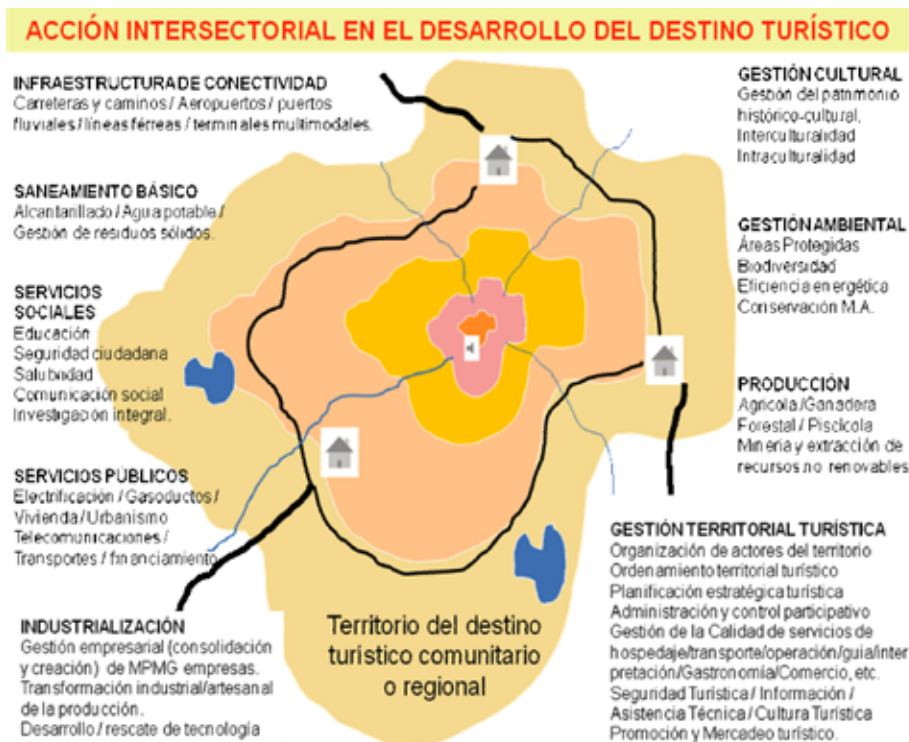 ACCIÓN INTERSECTORIAL EN EL DESARROLLO DEL DESTINO TURÍSTICO
INFRAESTRUCTURA DE CONECTIVIDAD
Carreteras y caminos / Aeropuertos / puertos
fluviales / líneas férreas / terminales multimodales.
SANEAMIENTO BÁSICO
Alcantarillado / Agua potable /
Gestión de residuos sólidos.
SERVICIOS
SOCIALES
Educación
Seguridad ciudadana
Salubridad
Comunicación social
Investigación integral.
SERVICIOS PÚBLICOS
Electrificación / Gasoductos /
Vivienda / Urbanismo
Telecomunicaciones /
Transportes / financiamiento
INDUSTRIALIZACIÓN
Gestión empresarial (consolidación
y creación) de MPMG empresas.
Transformación industrial/artesanal
de la producción.
Desarrollo / rescate de tecnología
Territorio del destino
turístico comunitario
o regional
GESTIÓN CULTURAL
Gestión del patrimonio
histórico-cultural,
Interculturalidad
Intraculturalidad
GESTIÓN AMBIENTAL
Áreas Protegidas
Biodiversidad
Eficiencia energética
Conservación M.A.
PRODUCCIÓN
Agrícola /Ganadera
Forestal / Piscícola
Minería y extracción de
recursos no renovables
GESTIÓN TERRITORIAL TURÍSTICA
Organización de actores del territorio
Ordenamiento territorial turístico
Planificación estratégica turística
Administración y control participativo
Gestión de la Calidad de servicios de
hospedaje/transporte/operación/guia/inter
pretación/Gastronomía/Comercio, etc.
Seguridad Turística / Información /
Asistencia Técnica / Cultura Turística
Promoción y Mercadeo turístico.